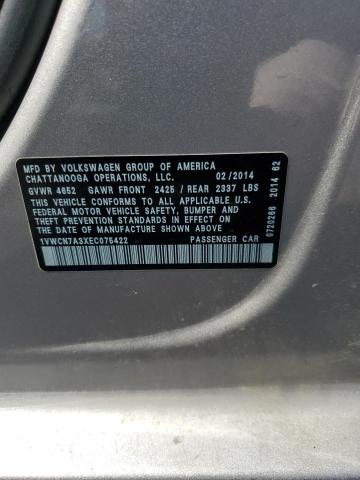 MFD BY VOLKSWAGEN GROUP OF AMERICA
CHATTANOOGA OPERATIONS, LLC. 02/2014
GVWR 4652 GAWR FRONT 2425 / REAR 2337 LBS
THIS VEHICLE CONFORMS TO ALL APPLICABLE U.S.
FEDERAL MOTOR VEHICLE SAFETY, BUMPER AND
THEFT PREVENTION STANDARDS IN EFFECT ON
THE DATE OF MANUFACTURE SHOWN ABOVE
1VWCN7A3XEC075422 PASSENGER CAR
0720266 2014 62